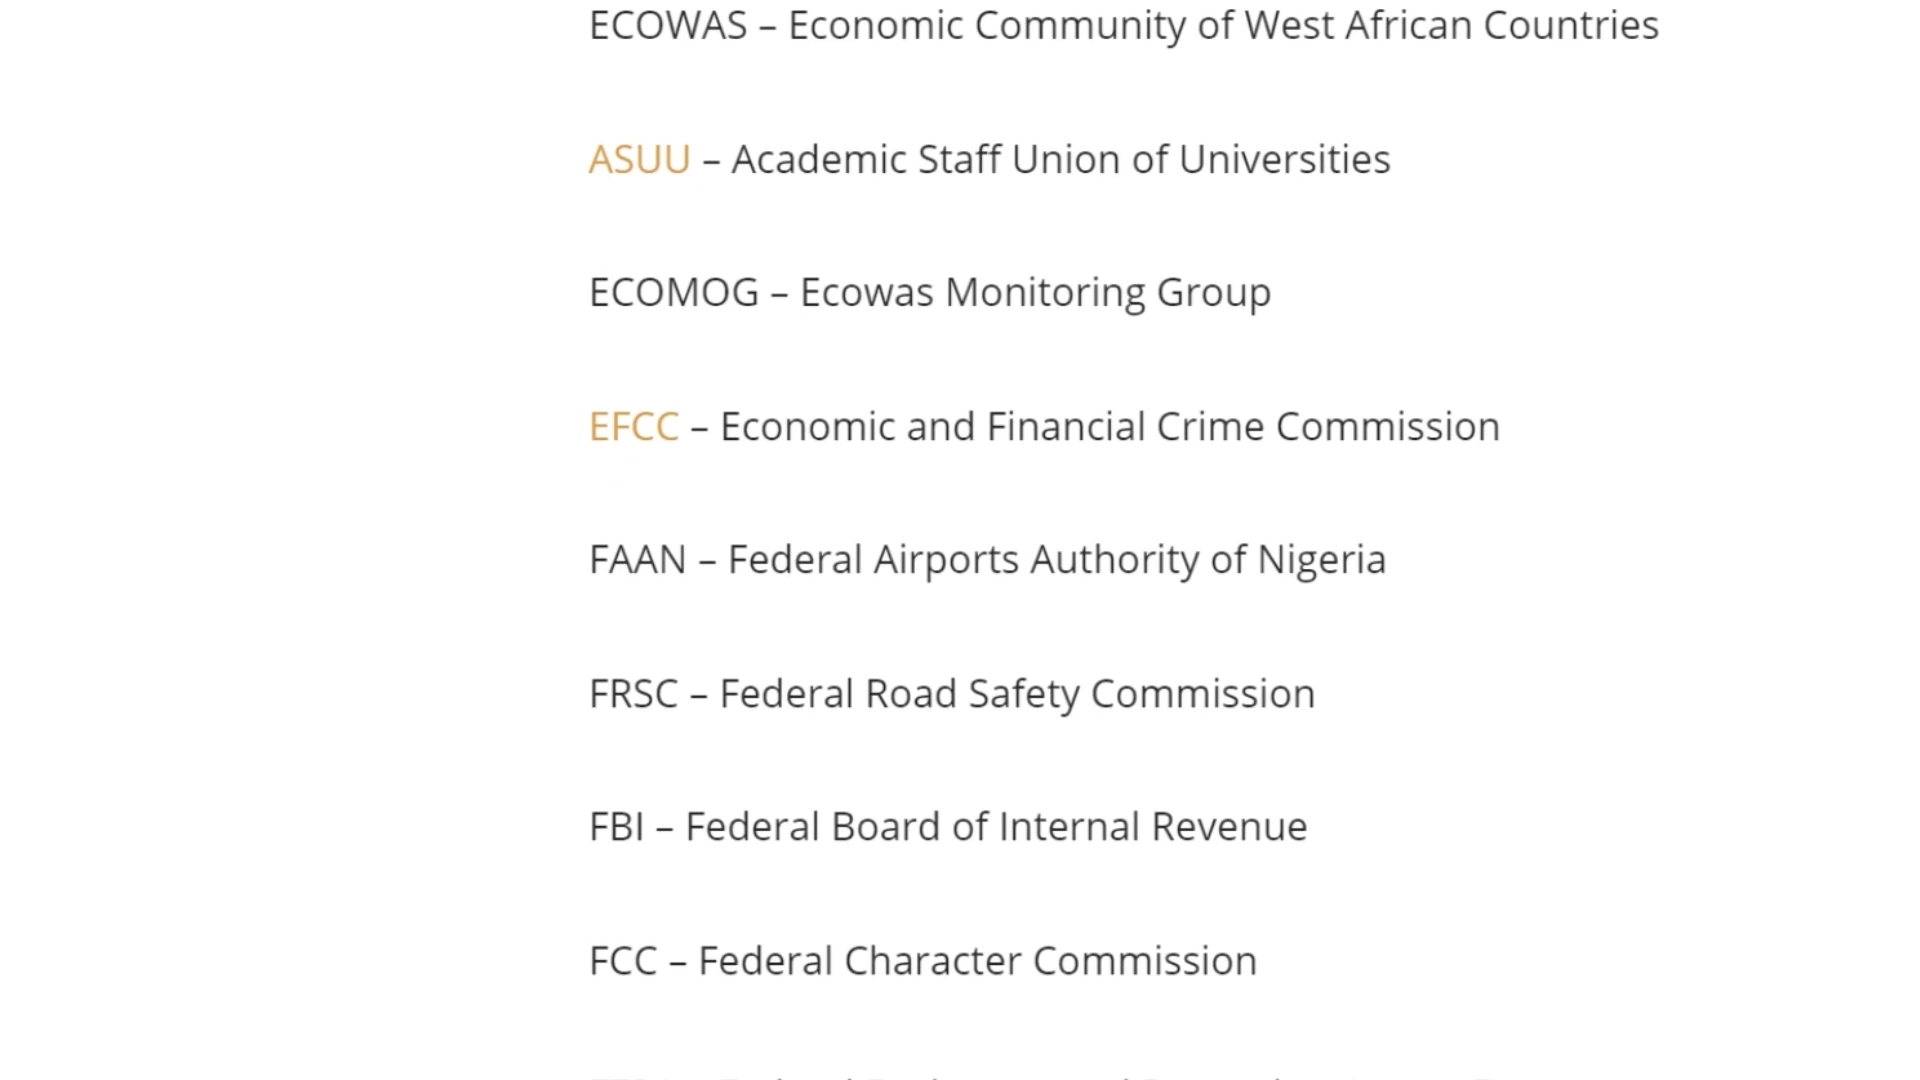 ECOWAS – Economic Community of West African Countries
ASUU – Academic Staff Union of Universities
ECOMOG – Ecowas Monitoring Group
EFCC – Economic and Financial Crime Commission
FAAN – Federal Airports Authority of Nigeria
FRSC – Federal Road Safety Commission
FBI – Federal Board of Internal Revenue
FCC – Federal Character Commission